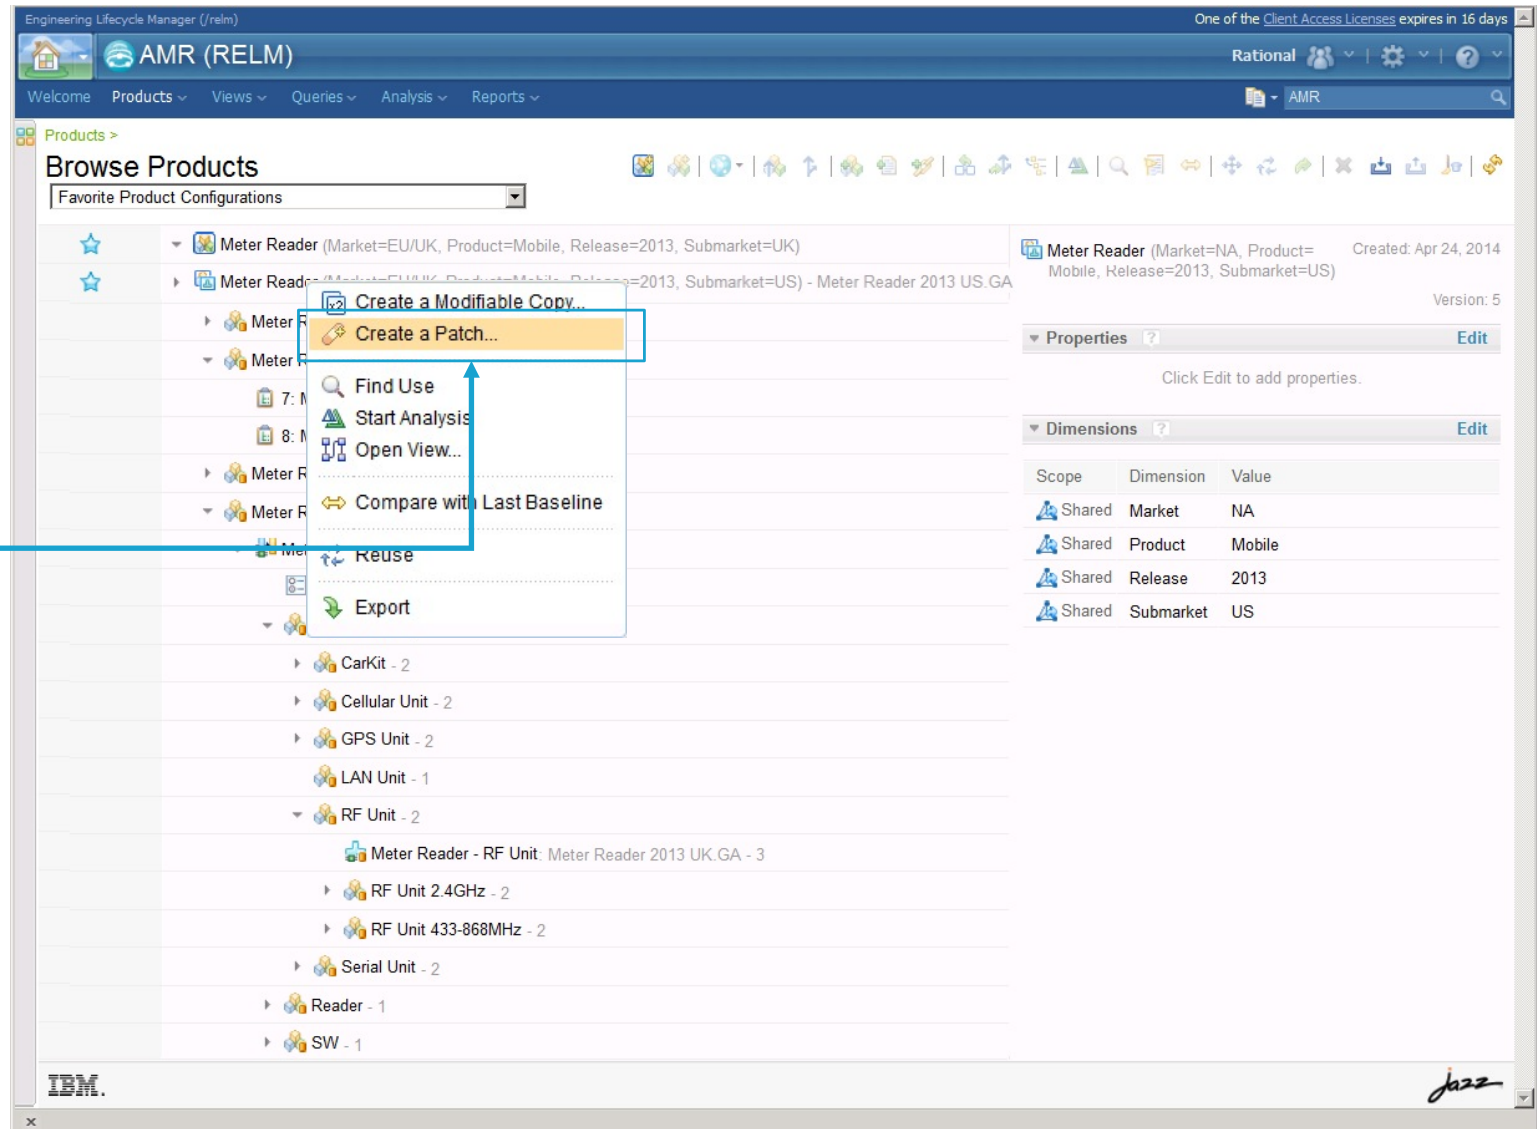 Engineering Lifecycle Manager (/relm)
One of the Client Access Licenses expires in 16 days
AMR (RELM)
Rational
Welcome Products Views Queries Analysis Reports
AMR
Products >
Browse Products
Favorite Product Configurations
Meter Reader (Market=EU/UK, Product=Mobile, Release=2013, Submarket=UK)
Meter Reader (Market=EU/UK, Product=Mobile, Release=2013, Submarket=US) - Meter Reader 2013 US.GA
Create a Modifiable Copy...
Meter R
Create a Patch...
Meter R
Find Use
7: M
Start Analysis
8: M
Open View...
Meter R
Compare with Last Baseline
Meter R
Met
Reuse
Export
CarKit - 2
Cellular Unit - 2
GPS Unit - 2
LAN Unit - 1
RF Unit - 2
Meter Reader - RF Unit: Meter Reader 2013 UK.GA - 3
RF Unit 2.4GHz - 2
RF Unit 433-868MHz - 2
Serial Unit - 2
Reader - 1
SW - 1
Meter Reader (Market=NA, Product=
Mobile, Release=2013, Submarket=US)
Created: Apr 24, 2014
Version: 5
Properties ? Edit
Click Edit to add properties.
Dimensions ? Edit
Scope Dimension Value
Shared Market NA
Shared Product Mobile
Shared Release 2013
Shared Submarket US
IBM.
jazz